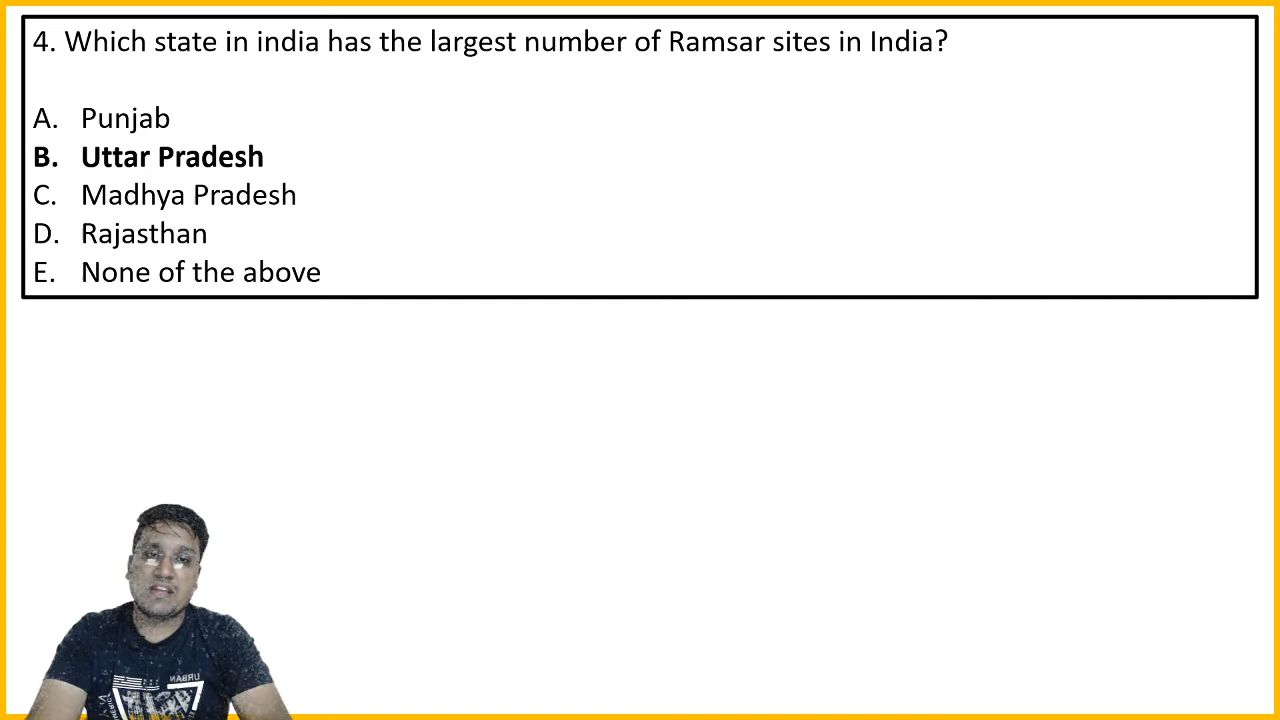 4. Which state in india has the largest number of Ramsar sites in India?
A. Punjab
B. Uttar Pradesh
C. Madhya Pradesh
D. Rajasthan
E. None of the above
URBAN